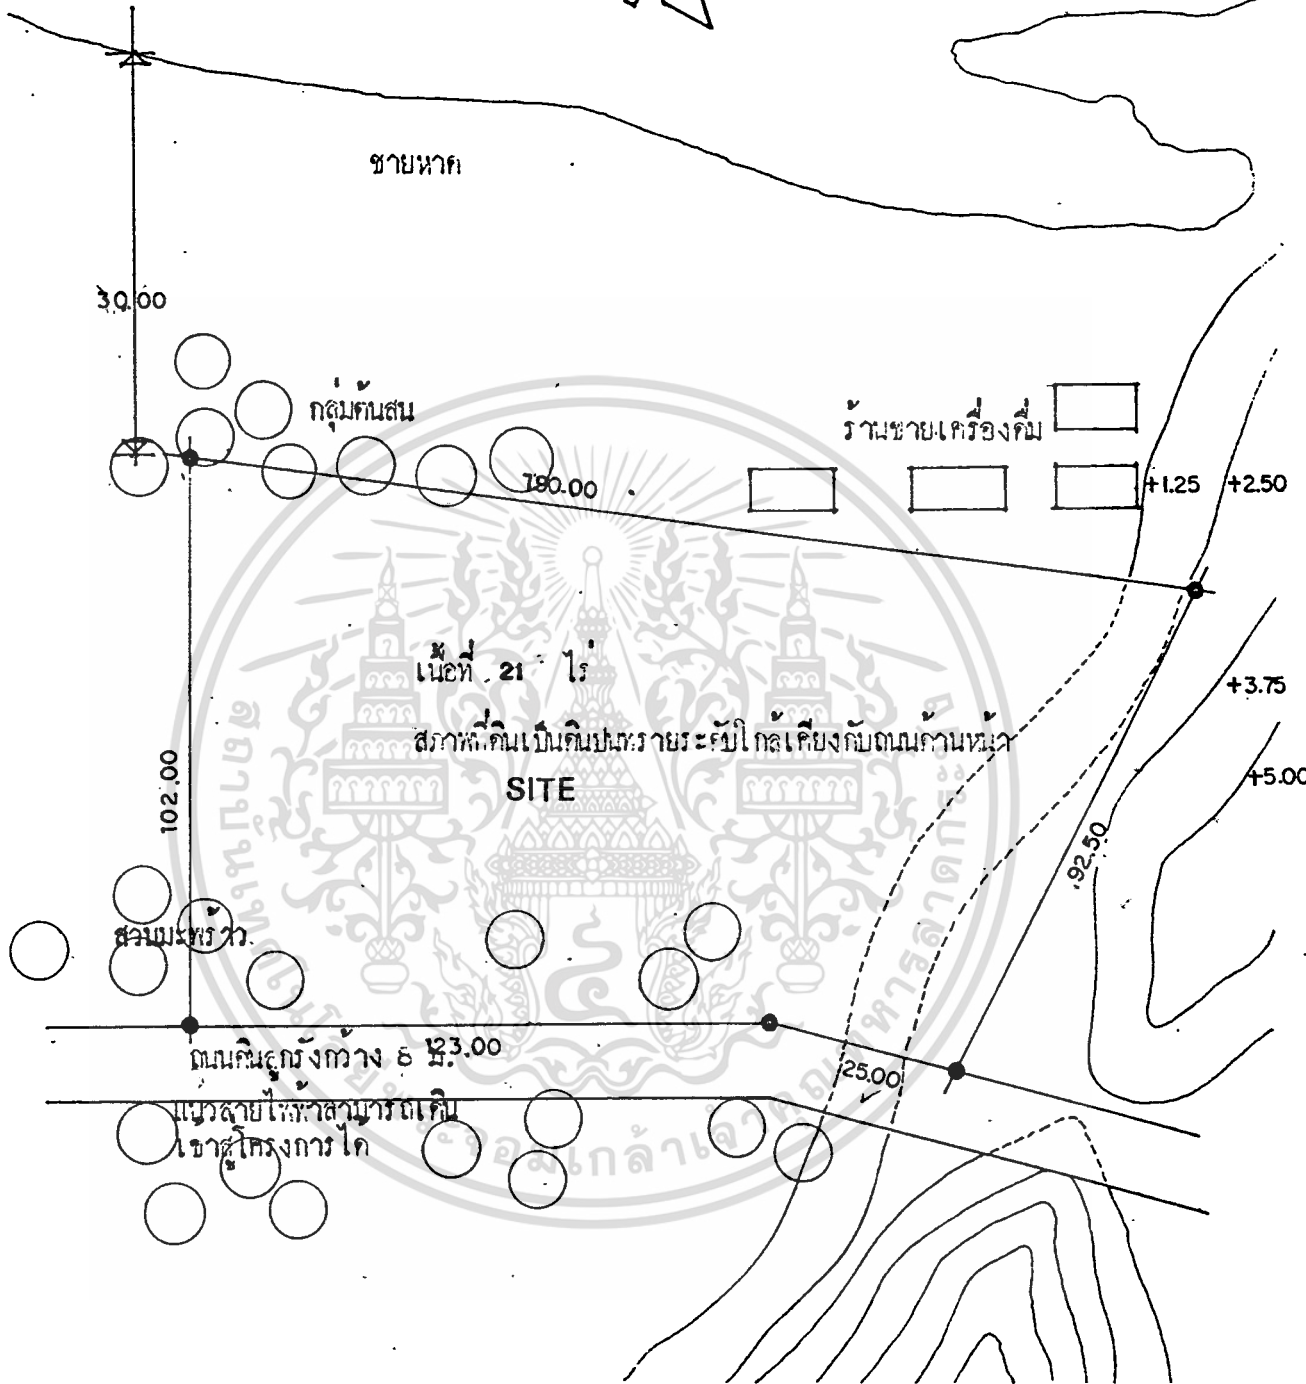 ชายหาด
30.00
กลุ่มต้นสน
ร้านขายเครื่องดื่ม
+1.25 +2.50
780.00
เนื้อที่ 21 ไร่
+3.75
สภาพที่ดินเป็นดินปนทรายระดับใกล้เคียงกับถนนด้านหน้า
SITE
+5.00
102.00
92.50
สวนมะพร้าว
123.00
ถนนดินลูกรังกว้าง 8 ม.
25.00
แนวสายไฟฟ้าสามารถเดิน
เข้าสู่โครงการได้